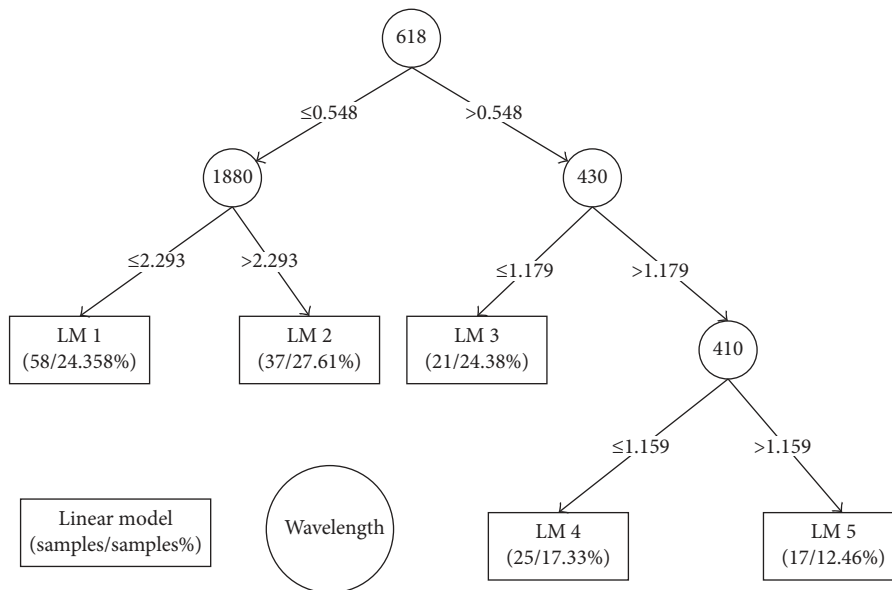 618
≤0.548
>0.548
1880
430
≤2.293
>2.293
≤1.179
>1.179
LM 1
(58/24.358%)
LM 2
(37/27.61%)
LM 3
(21/24.38%)
410
≤1.159
>1.159
Linear model
(samples/samples%)
Wavelength
LM 4
(25/17.33%)
LM 5
(17/12.46%)